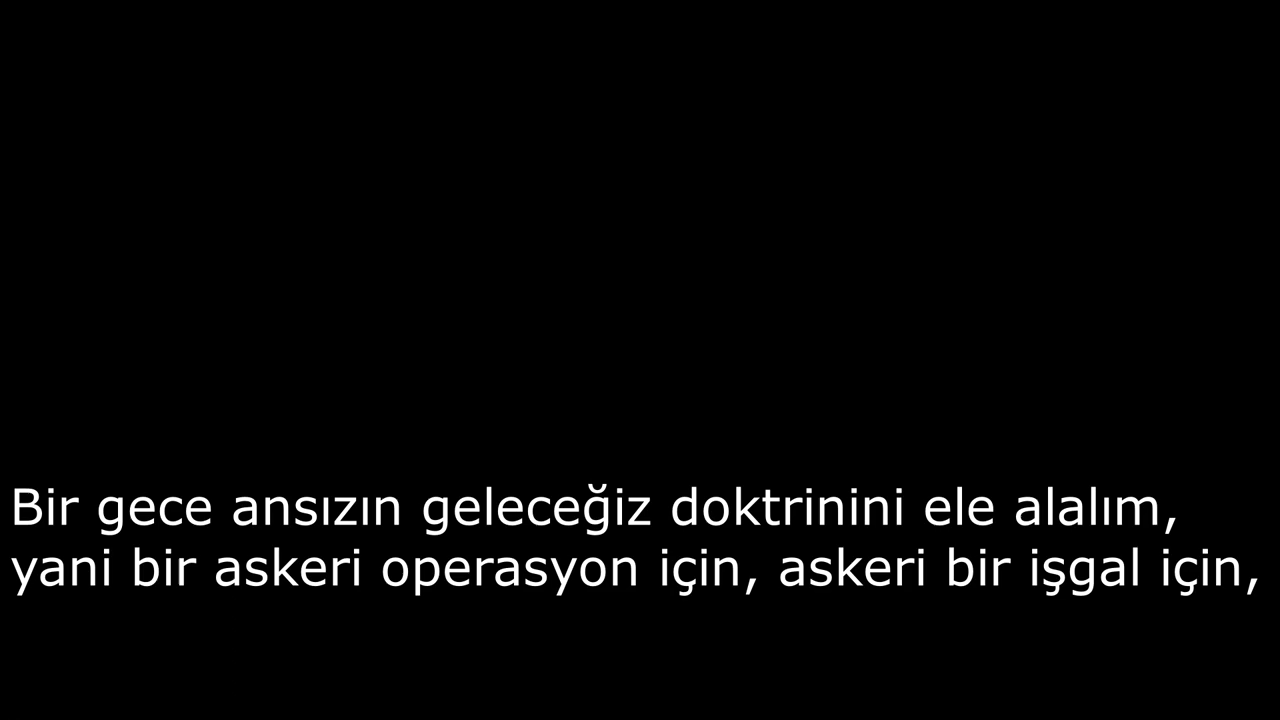 Bir gece ansızın geleceğiz doktrinini ele alalım,
yani bir askeri operasyon için, askeri bir işgal için,